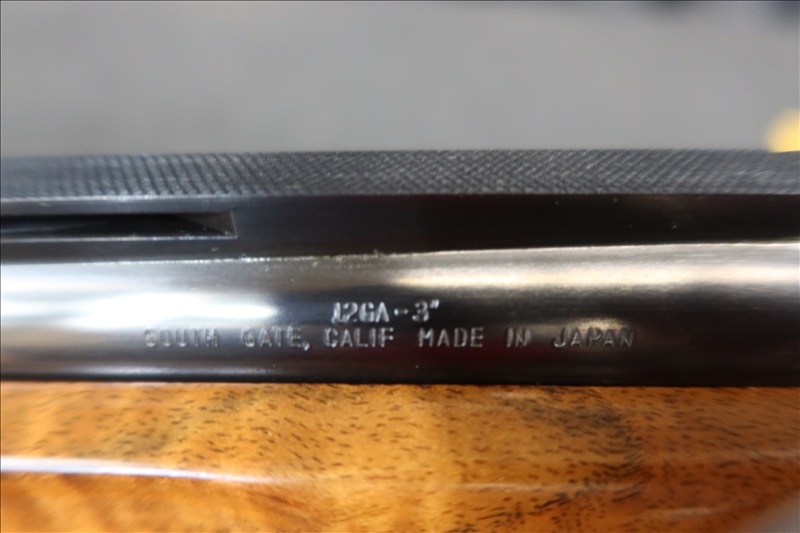 12GA-3"
SOUTH GATE, CALIF MADE IN JAPAN